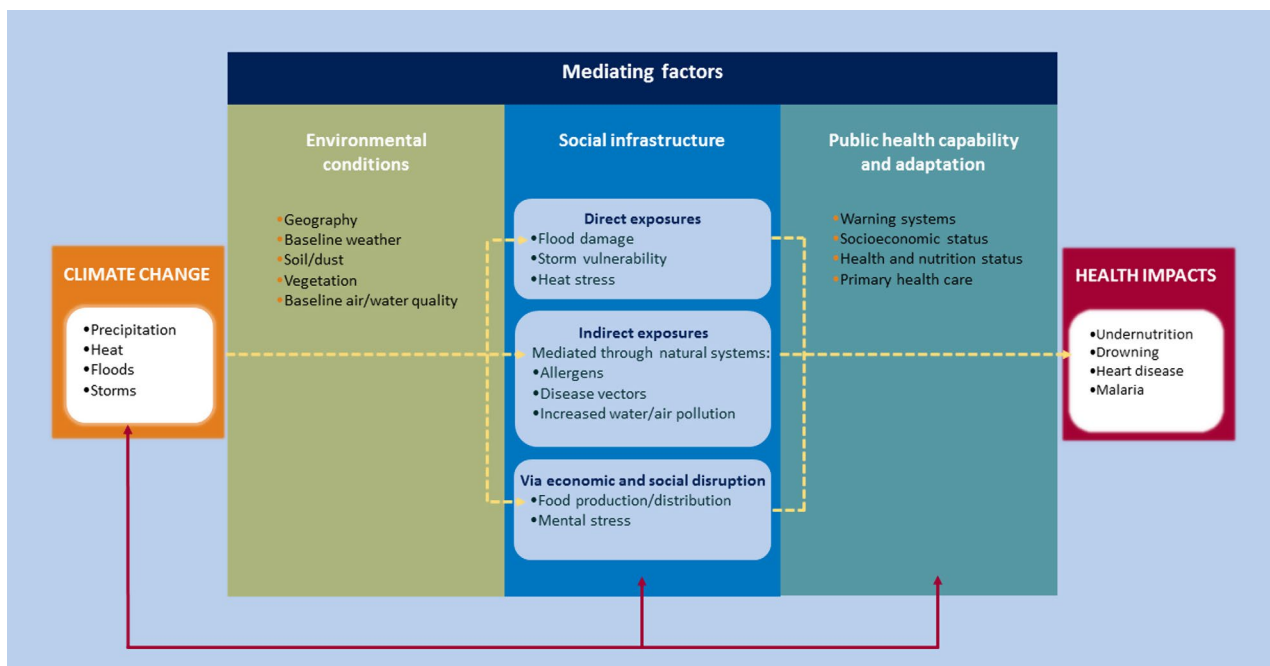 Mediating factors
Environmental
conditions
•Geography
•Baseline weather
•Soil/dust
•Vegetation
•Baseline air/water quality
Social infrastructure
Direct exposures
•Flood damage
•Storm vulnerability
•Heat stress
Indirect exposures
Mediated through natural systems:
•Allergens
•Disease vectors
•Increased water/air pollution
Via economic and social disruption
•Food production/distribution
•Mental stress
Public health capability
and adaptation
•Warning systems
•Socioeconomic status
•Health and nutrition status
•Primary health care
CLIMATE CHANGE
•Precipitation
•Heat
•Floods
•Storms
HEALTH IMPACTS
•Undernutrition
•Drowning
•Heart disease
•Malaria